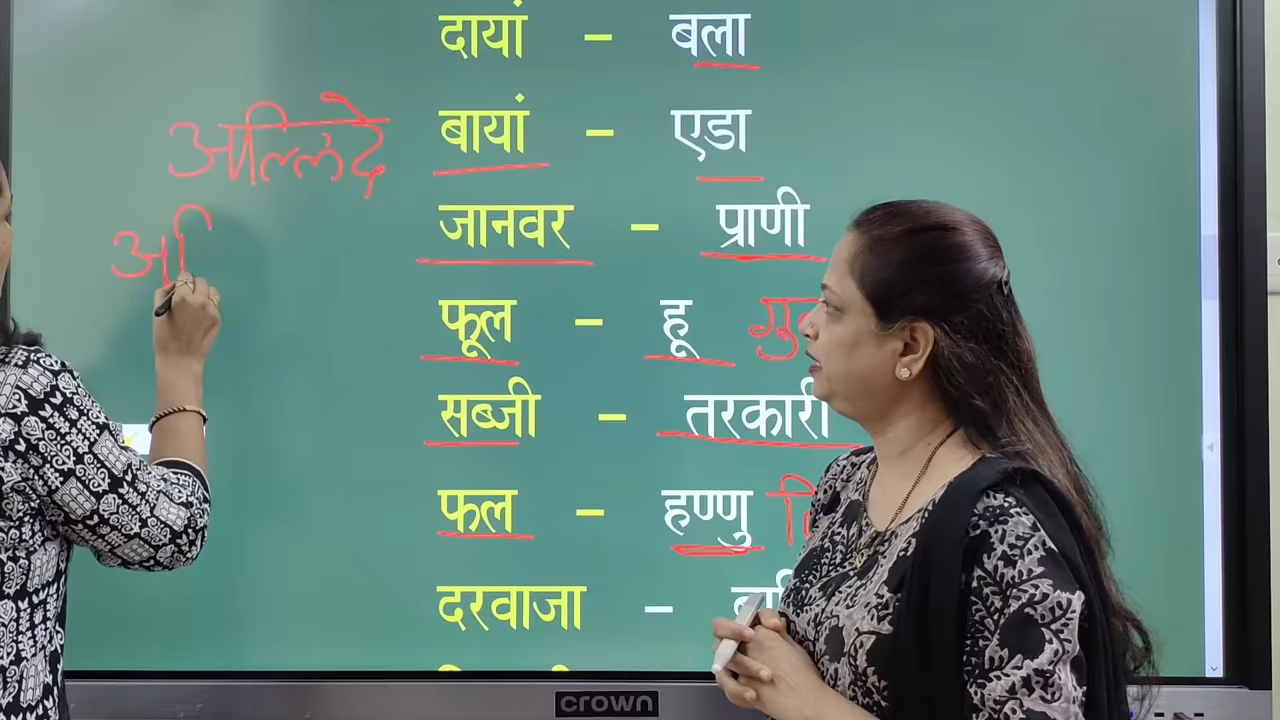 दायां – बला
अल्लिदे बायां – एडा
जानवर – प्राणी
अि
फूल – हू
सब्जी – तरकारी
फल – हण्णु
दरवाजा –
crown